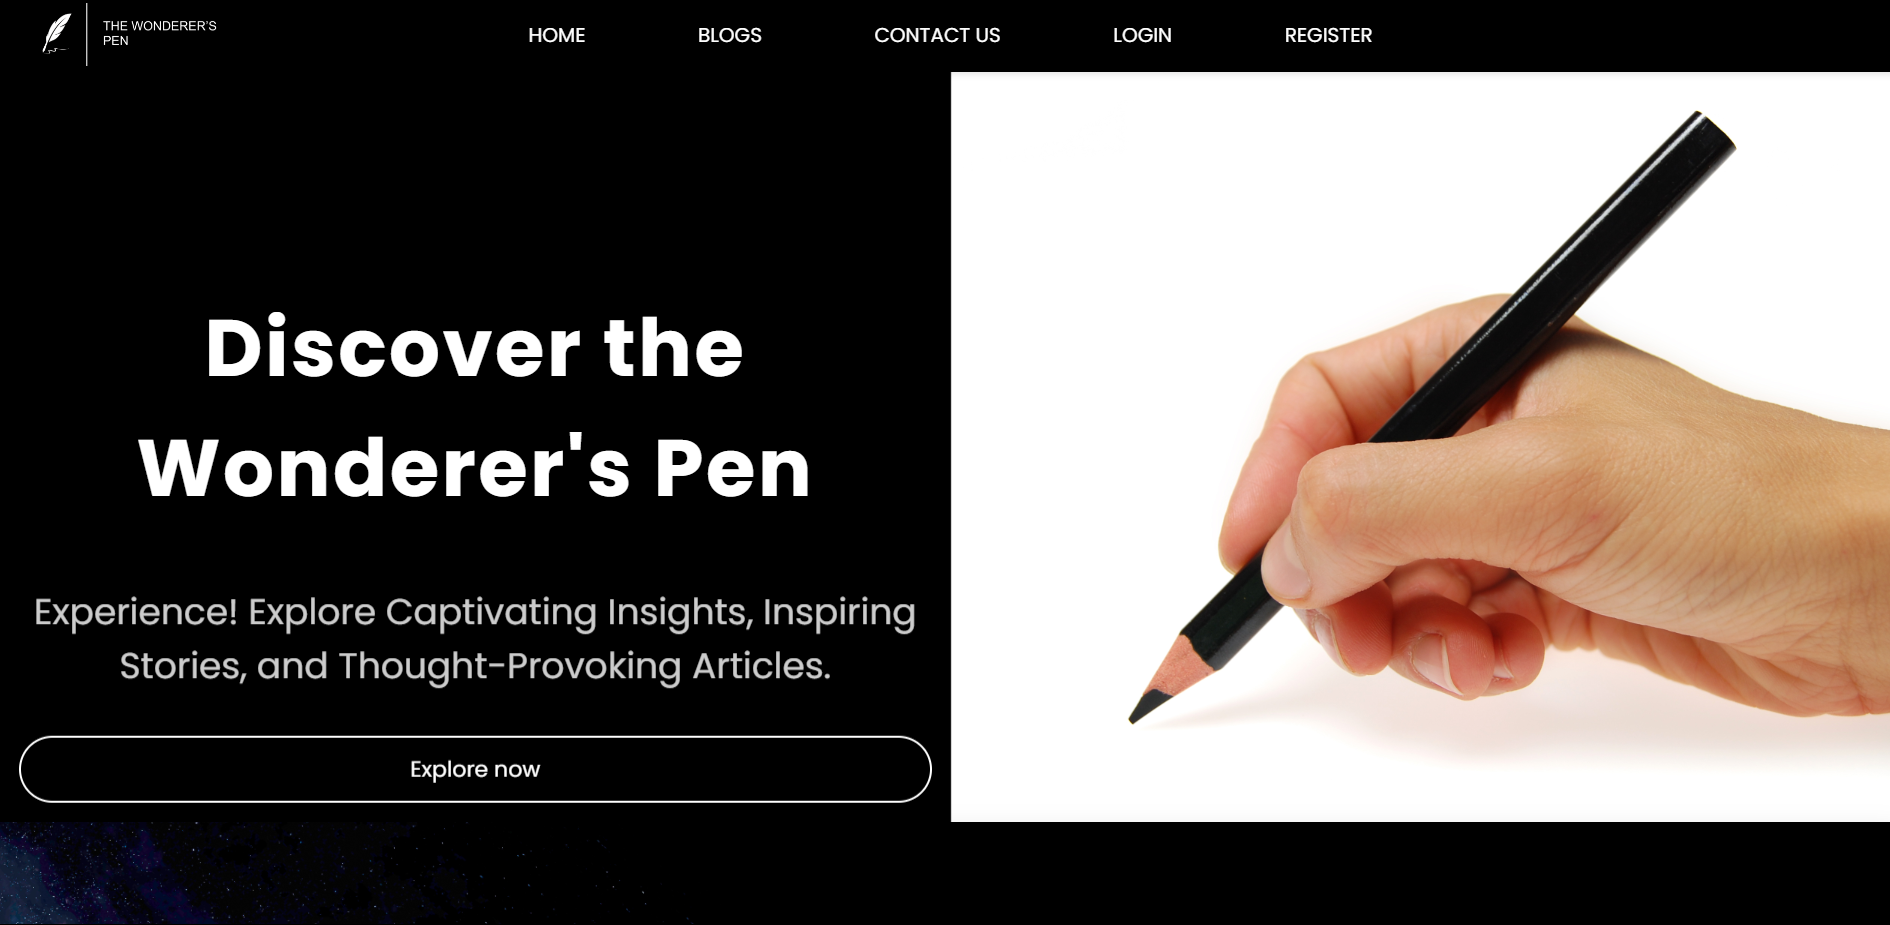 THE WONDERER'S
PEN
HOME BLOGS CONTACT US LOGIN REGISTER
Discover the
Wonderer's Pen
Experience! Explore Captivating Insights, Inspiring
Stories, and Thought-Provoking Articles.
Explore now